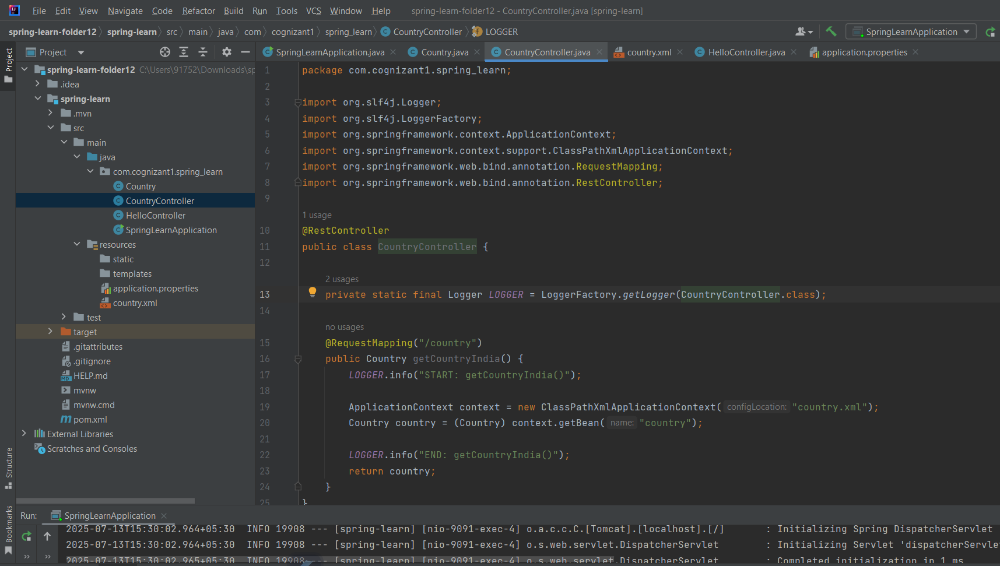 File Edit View Navigate Code Refactor Build Run Tools VCS Window Help spring-learn-folder12 - CountryController.java [spring-learn]
spring-learn-folder12 spring-learn src main java com cognizant1 spring_learn CountryController LOGGER SpringLearnApplication
Project
Project
SpringLearnApplication.java Country.java CountryController.java country.xml HelloController.java application.properties
spring-learn-folder12 C:\Users\91752\Downloads\sp
.idea
spring-learn
.mvn
src
main
java
com.cognizant1.spring_learn
Country
CountryController
HelloController
SpringLearnApplication
resources
static
templates
application.properties
country.xml
test
target
.gitattributes
.gitignore
HELP.md
mvnw
mvnw.cmd
pom.xml
External Libraries
Scratches and Consoles
Structure
Bookmarks
1 package com.cognizant1.spring_learn;
2
3 import org.slf4j.Logger;
4 import org.slf4j.LoggerFactory;
5 import org.springframework.context.ApplicationContext;
6 import org.springframework.context.support.ClassPathXmlApplicationContext;
7 import org.springframework.web.bind.annotation.RequestMapping;
8 import org.springframework.web.bind.annotation.RestController;
9
1 usage
10 @RestController
11 public class CountryController {
12
2 usages
13 private static final Logger LOGGER = LoggerFactory.getLogger(CountryController.class);
14
no usages
15 @RequestMapping("/country")
16 public Country getCountryIndia() {
17 LOGGER.info("START: getCountryIndia()");
18
19 ApplicationContext context = new ClassPathXmlApplicationContext( configLocation: "country.xml");
20 Country country = (Country) context.getBean( name: "country");
21
22 LOGGER.info("END: getCountryIndia()");
23 return country;
24 }
25 }
Run: SpringLearnApplication
2025-07-13T15:30:02.964+05:30 INFO 19908 --- [spring-learn] [nio-9091-exec-4] o.a.c.c.C.[Tomcat].[localhost].[/] : Initializing Spring DispatcherServlet
2025-07-13T15:30:02.964+05:30 INFO 19908 --- [spring-learn] [nio-9091-exec-4] o.s.web.servlet.DispatcherServlet : Initializing Servlet 'dispatcherServlet
2025-07-13T15:30:02.965+05:30 INFO 19908 --- [spring-learn] [nio-9091-exec-4] o.s.web.servlet.DispatcherServlet : Completed initialization in 1 ms